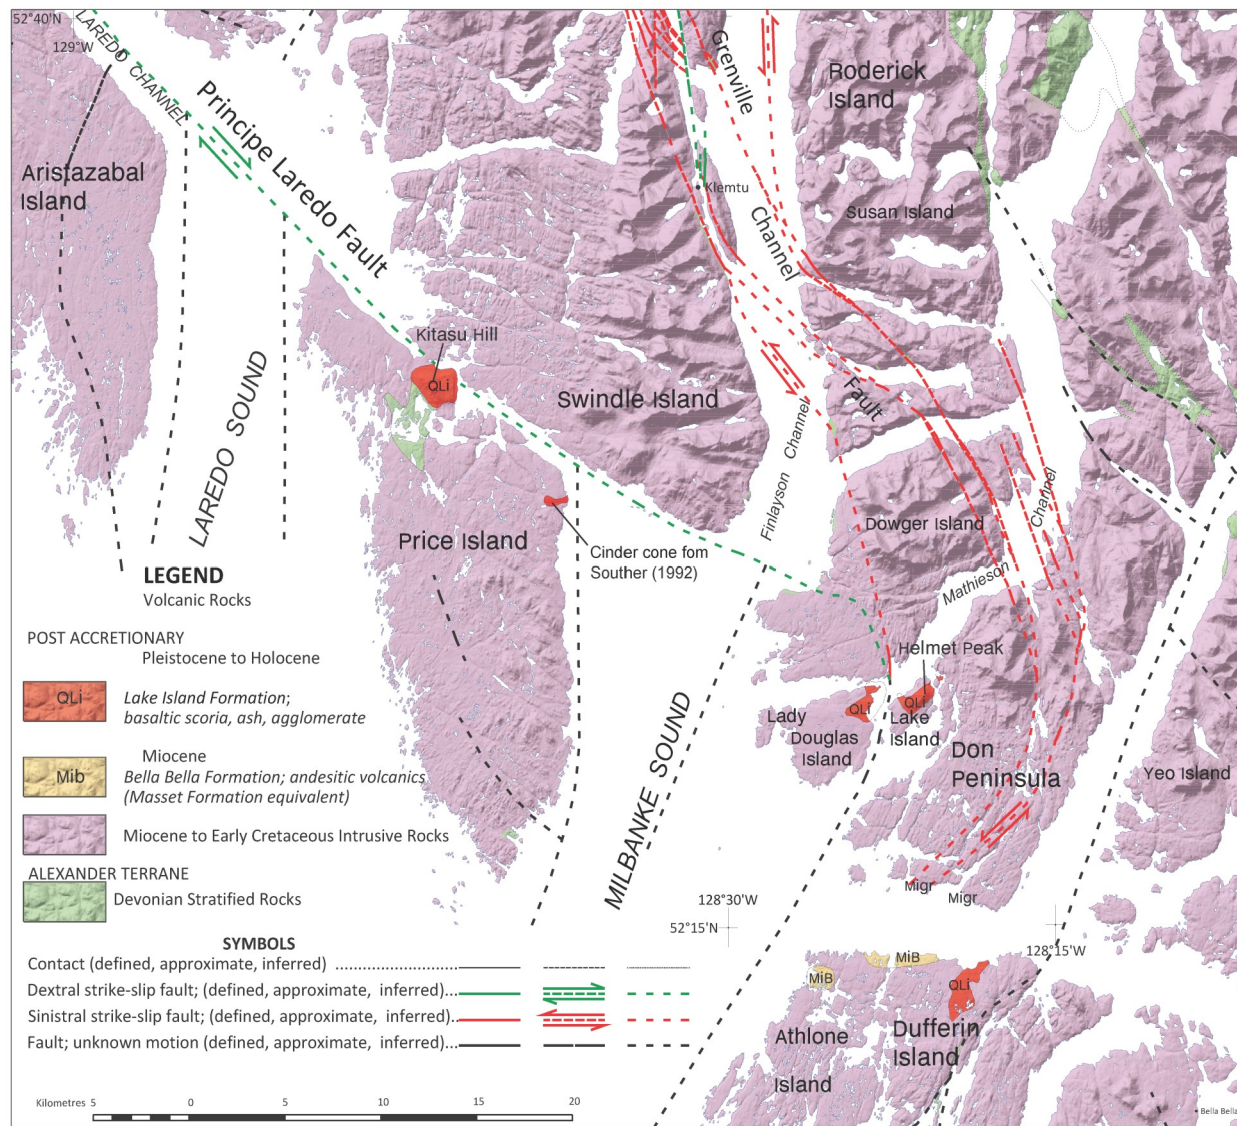 52°40'N
129°W
LAREDO CHANNEL
Principe Laredo Fault
Grenville
Channel
Fault
Roderick
Island
Aristazabal
Island
Klemtu
Susan Island
Kitasu Hill
QLi
LAREDO SOUND
Swindle Island
Finlayson Channel
Channel
Dowger Island
Mathieson
Price Island
Cinder cone fom
Souther (1992)
Helmet Peak
QLi
QLi
Lady
Douglas
Island
Lake
Island
Don
Peninsula
Yeo Island
MILBANKE SOUND
Migr
Migr
128°30'W
52°15'N
128°15'W
MiB
MiB
QLi
Athlone
Island
Dufferin
Island
Bella Bella
LEGEND
Volcanic Rocks
POST ACCRETIONARY
Pleistocene to Holocene
QLi
Lake Island Formation;
basaltic scoria, ash, agglomerate
Miocene
Mib
Bella Bella Formation; andesitic volcanics
(Masset Formation equivalent)
Miocene to Early Cretaceous Intrusive Rocks
ALEXANDER TERRANE
Devonian Stratified Rocks
SYMBOLS
Contact (defined, approximate, inferred) ........................
Dextral strike-slip fault; (defined, approximate, inferred)...
Sinistral strike-slip fault; (defined, approximate, inferred)..
Fault; unknown motion (defined, approximate, inferred)...
Kilometres 5 0 5 10 15 20